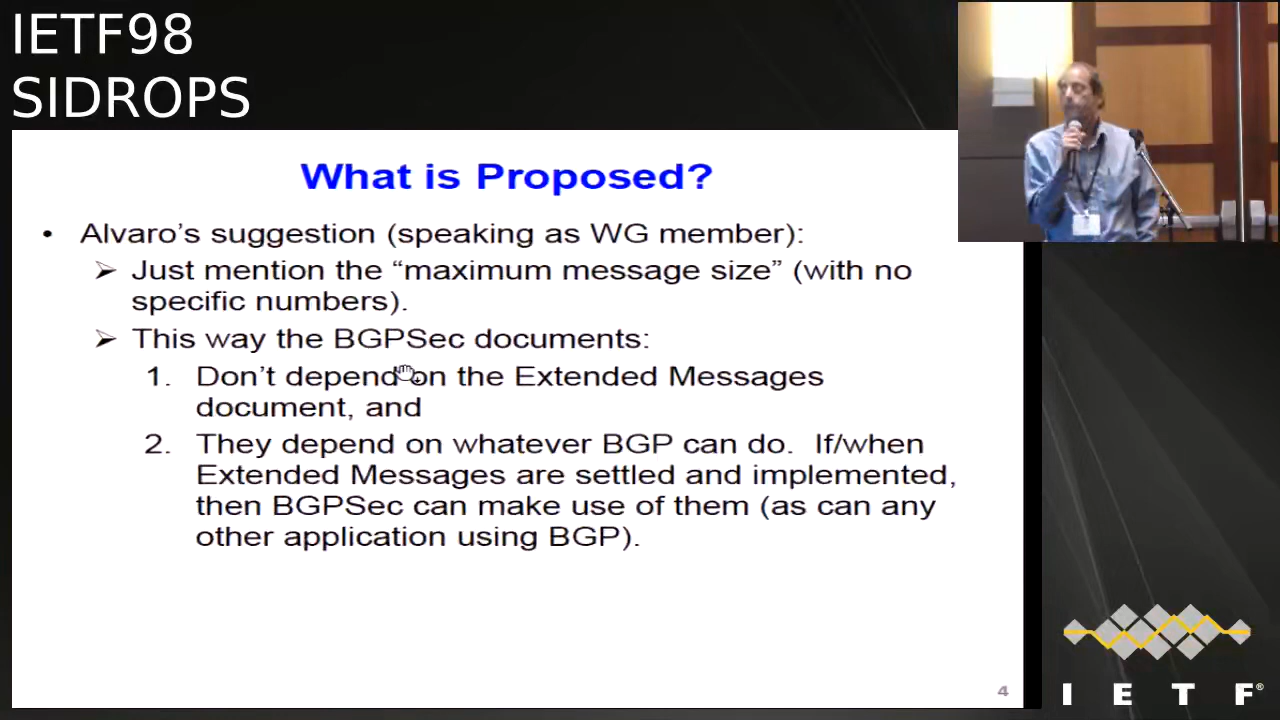 IETF98
SIDROPS
What is Proposed?
• Alvaro’s suggestion (speaking as WG member):
➢ Just mention the “maximum message size” (with no
specific numbers).
➢ This way the BGPSec documents:
1. Don’t depend on the Extended Messages
document, and
2. They depend on whatever BGP can do. If/when
Extended Messages are settled and implemented,
then BGPSec can make use of them (as can any
other application using BGP).
4
I E T F®